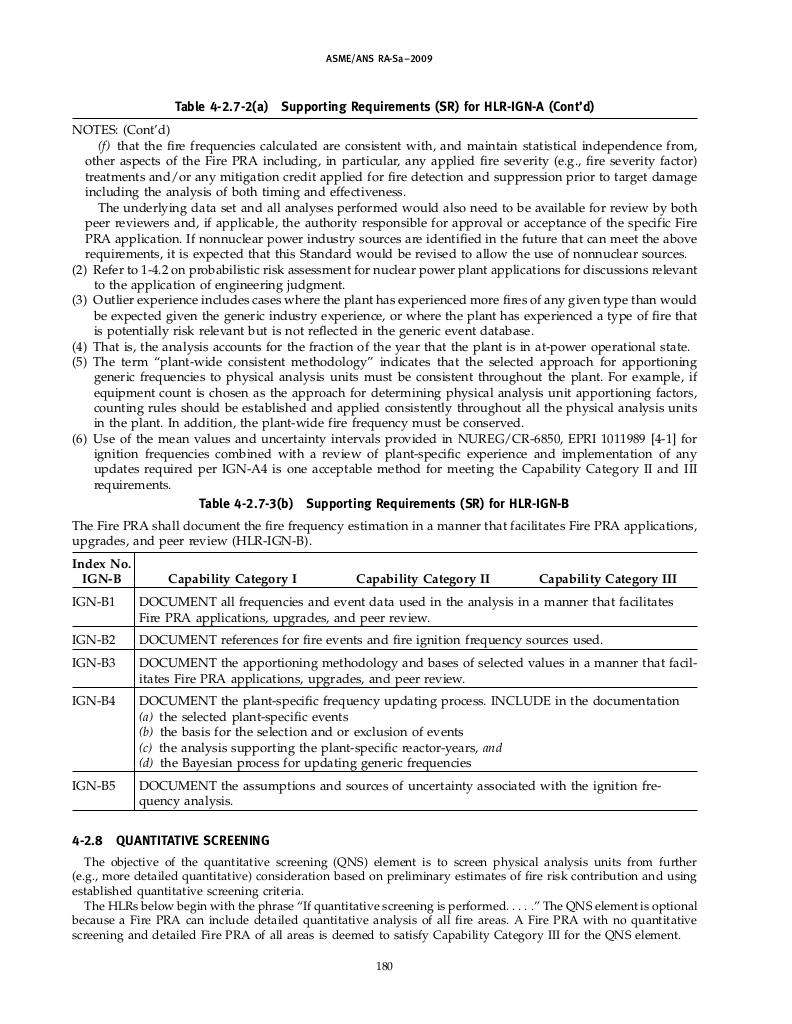 ASME/ANS RA-Sa–2009
Table 4-2.7-2(a) Supporting Requirements (SR) for HLR-IGN-A (Cont'd)
NOTES: (Cont'd)
(f) that the fire frequencies calculated are consistent with, and maintain statistical independence from,
other aspects of the Fire PRA including, in particular, any applied fire severity (e.g., fire severity factor)
treatments and/or any mitigation credit applied for fire detection and suppression prior to target damage
including the analysis of both timing and effectiveness.
The underlying data set and all analyses performed would also need to be available for review by both
peer reviewers and, if applicable, the authority responsible for approval or acceptance of the specific Fire
PRA application. If nonnuclear power industry sources are identified in the future that can meet the above
requirements, it is expected that this Standard would be revised to allow the use of nonnuclear sources.
(2) Refer to 1-4.2 on probabilistic risk assessment for nuclear power plant applications for discussions relevant
to the application of engineering judgment.
(3) Outlier experience includes cases where the plant has experienced more fires of any given type than would
be expected given the generic industry experience, or where the plant has experienced a type of fire that
is potentially risk relevant but is not reflected in the generic event database.
(4) That is, the analysis accounts for the fraction of the year that the plant is in at-power operational state.
(5) The term “plant-wide consistent methodology” indicates that the selected approach for apportioning
generic frequencies to physical analysis units must be consistent throughout the plant. For example, if
equipment count is chosen as the approach for determining physical analysis unit apportioning factors,
counting rules should be established and applied consistently throughout all the physical analysis units
in the plant. In addition, the plant-wide fire frequency must be conserved.
(6) Use of the mean values and uncertainty intervals provided in NUREG/CR-6850, EPRI 1011989 [4-1] for
ignition frequencies combined with a review of plant-specific experience and implementation of any
updates required per IGN-A4 is one acceptable method for meeting the Capability Category II and III
requirements.
Table 4-2.7-3(b) Supporting Requirements (SR) for HLR-IGN-B
The Fire PRA shall document the fire frequency estimation in a manner that facilitates Fire PRA applications,
upgrades, and peer review (HLR-IGN-B).
Index No.
IGN-B Capability Category I Capability Category II Capability Category III
IGN-B1 DOCUMENT all frequencies and event data used in the analysis in a manner that facilitates
Fire PRA applications, upgrades, and peer review.
IGN-B2 DOCUMENT references for fire events and fire ignition frequency sources used.
IGN-B3 DOCUMENT the apportioning methodology and bases of selected values in a manner that facil-
itates Fire PRA applications, upgrades, and peer review.
IGN-B4 DOCUMENT the plant-specific frequency updating process. INCLUDE in the documentation
(a) the selected plant-specific events
(b) the basis for the selection and or exclusion of events
(c) the analysis supporting the plant-specific reactor-years, and
(d) the Bayesian process for updating generic frequencies
IGN-B5 DOCUMENT the assumptions and sources of uncertainty associated with the ignition fre-
quency analysis.
4-2.8 QUANTITATIVE SCREENING
The objective of the quantitative screening (QNS) element is to screen physical analysis units from further
(e.g., more detailed quantitative) consideration based on preliminary estimates of fire risk contribution and using
established quantitative screening criteria.
The HLRs below begin with the phrase “If quantitative screening is performed. . . . .” The QNS element is optional
because a Fire PRA can include detailed quantitative analysis of all fire areas. A Fire PRA with no quantitative
screening and detailed Fire PRA of all areas is deemed to satisfy Capability Category III for the QNS element.
180